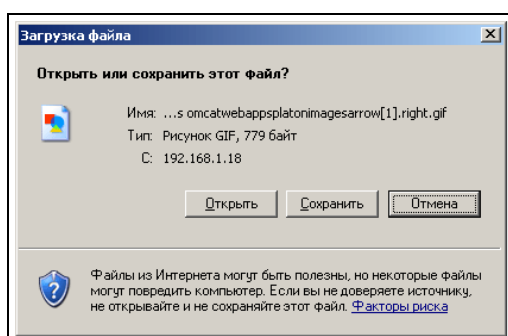 Загрузка файла
Открыть или сохранить этот файл?
Имя: ...s omcatwebappsplatonimagesarrow[1].right.gif
Тип: Рисунок GIF, 779 байт
С: 192.168.1.18
Открыть Сохранить Отмена
Файлы из Интернета могут быть полезны, но некоторые файлы
могут повредить компьютер. Если вы не доверяете источнику,
не открывайте и не сохраняйте этот файл. Факторы риска